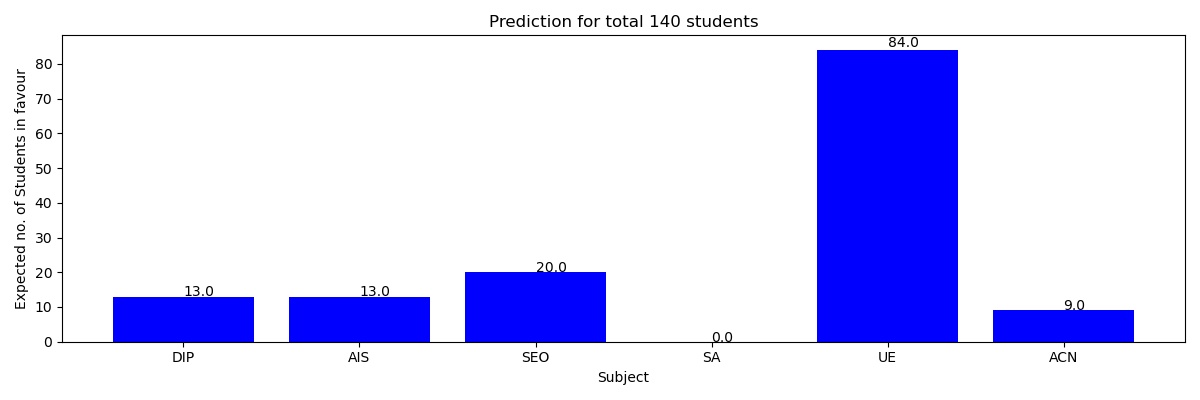 Prediction for total 140 students
Expected no. of Students in favour
80
70
60
50
40
30
20
10
0
13.0
13.0
20.0
0.0
84.0
9.0
DIP
AIS
SEO
SA
UE
ACN
Subject